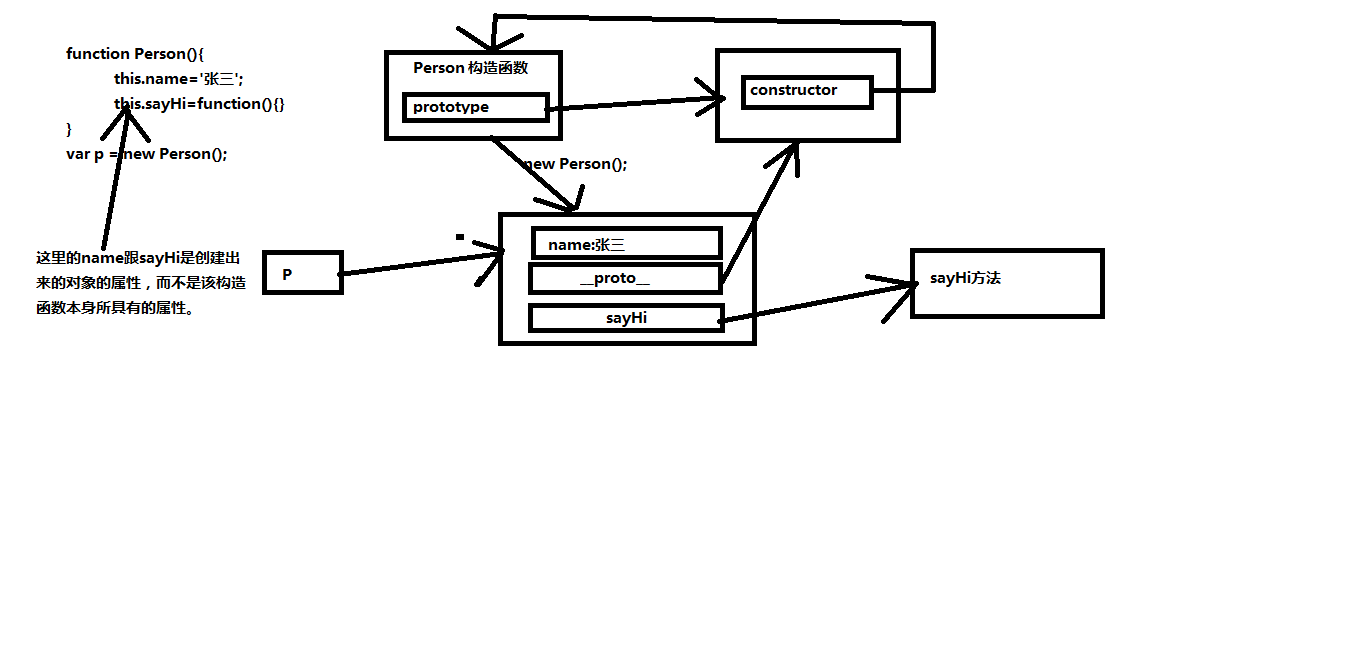 function Person(){
this.name='张三';
this.sayHi=function(){}
}
var p = new Person();
这里的name跟sayHi是创建出
来的对象的属性，而不是该构造
函数本身所具有的属性。
Person 构造函数
prototype
constructor
new Person();
P
name:张三
__proto__
sayHi
sayHi方法